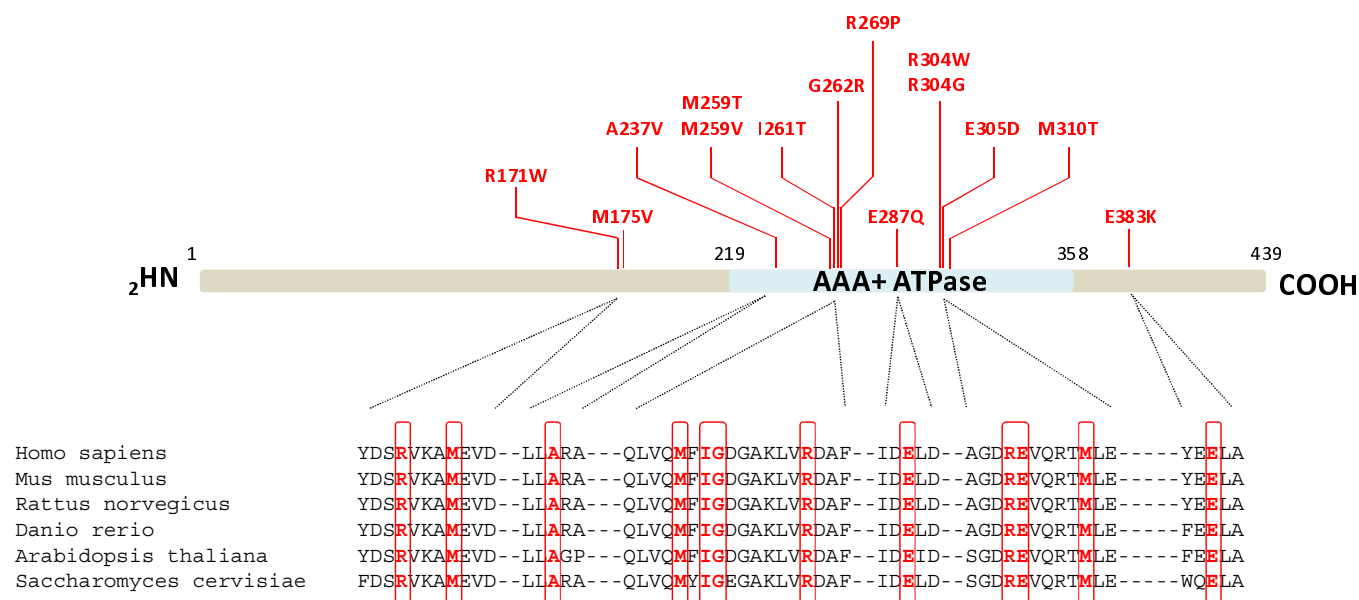 R269P
R304W
G262R R304G
M259T
A237V M259V I261T E305D M310T
R171W
M175V E287Q E383K
1 219 358 439
2HN AAA+ ATPase COOH
Homo sapiens YDSRVKAMEVD--LLARA---QLVQMFIGDGAKLVRDAF--IDELD--AGDREVQRTMLE-----YEELA
Mus musculus YDSRVKAMEVD--LLARA---QLVQMFIGDGAKLVRDAF--IDELD--AGDREVQRTMLE-----YEELA
Rattus norvegicus YDSRVKAMEVD--LLARA---QLVQMFIGDGAKLVRDAF--IDELD--AGDREVQRTMLE-----YEELA
Danio rerio YDSRVKAMEVD--LLARA---QLVQMFIGDGAKLVRDAF--IDELD--AGDREVQRTMLE-----FEELA
Arabidopsis thaliana YDSRVKAMEVD--LLAGP---QLVQMFIGDGAKLVRDAF--IDEID--SGDREVQRTMLE-----FEELA
Saccharomyces cervisiae FDSRVKAMEVD--LLARA---QLVQMYIGEGAKLVRDAF--IDELD--SGDREVQRTMLE-----WQELA